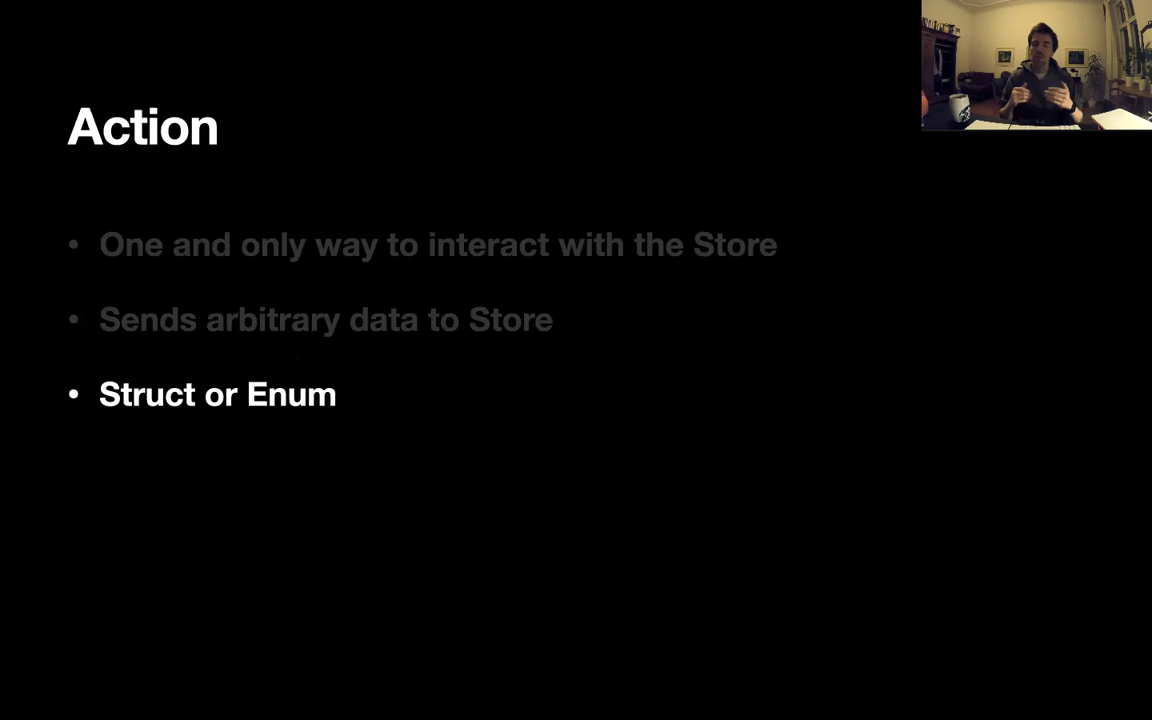 Action
• One and only way to interact with the Store
• Sends arbitrary data to Store
• Struct or Enum